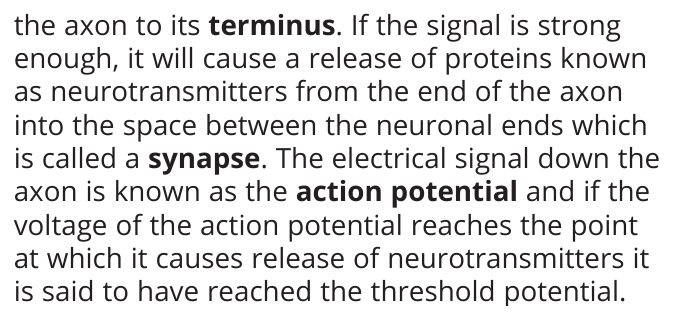 the axon to its terminus. If the signal is strong
enough, it will cause a release of proteins known
as neurotransmitters from the end of the axon
into the space between the neuronal ends which
is called a synapse. The electrical signal down the
axon is known as the action potential and if the
voltage of the action potential reaches the point
at which it causes release of neurotransmitters it
is said to have reached the threshold potential.